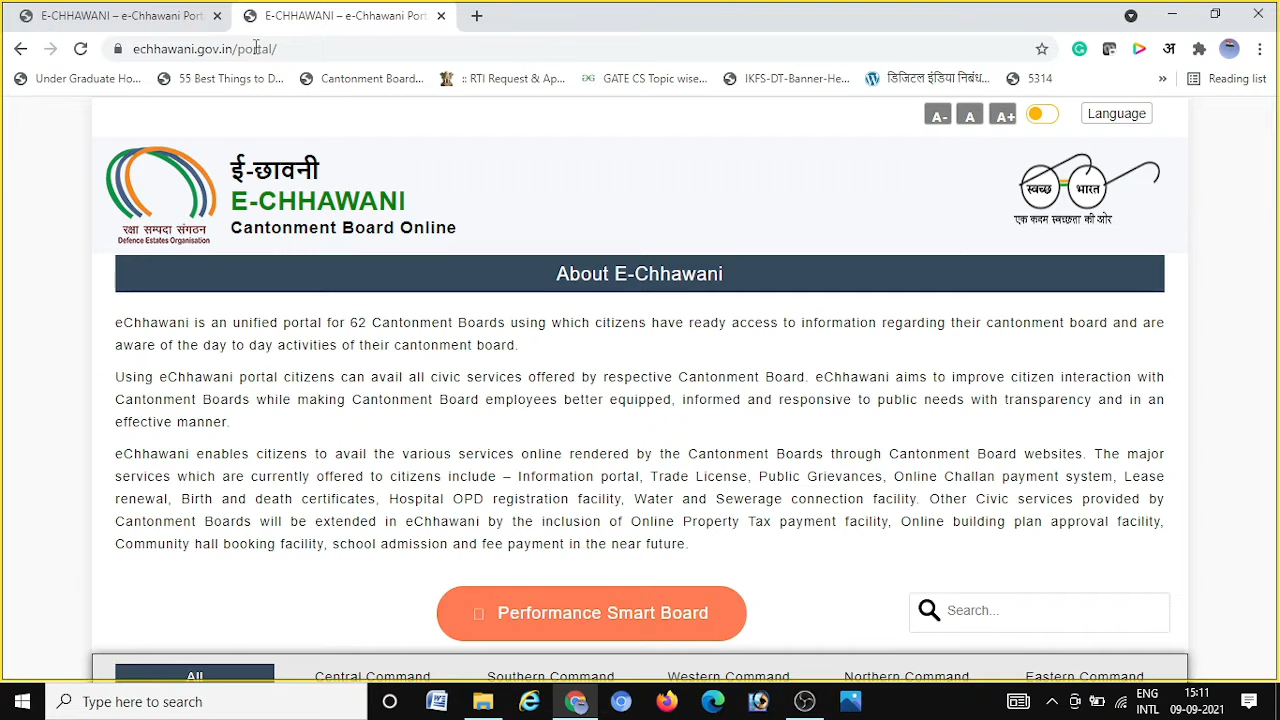 E-CHHAWANI – e-Chhawani Port
E-CHHAWANI – e-Chhawani Port
echhawani.gov.in/portal/
अ
Under Graduate Ho...
55 Best Things to D...
Cantonment Board...
:: RTI Request & Ap...
GATE CS Topic wise...
IKFS-DT-Banner-He...
डिजिटल इंडिया निबंध...
5314
»
Reading list
A-
A
A+
Language
ई-छावनी
E-CHHAWANI
Cantonment Board Online
रक्षा सम्पदा संगठन
Defence Estates Organisation
स्वच्छ भारत
एक कदम स्वच्छता की ओर
About E-Chhawani
eChhawani is an unified portal for 62 Cantonment Boards using which citizens have ready access to information regarding their cantonment board and are
aware of the day to day activities of their cantonment board.
Using eChhawani portal citizens can avail all civic services offered by respective Cantonment Board. eChhawani aims to improve citizen interaction with
Cantonment Boards while making Cantonment Board employees better equipped, informed and responsive to public needs with transparency and in an
effective manner.
eChhawani enables citizens to avail the various services online rendered by the Cantonment Boards through Cantonment Board websites. The major
services which are currently offered to citizens include – Information portal, Trade License, Public Grievances, Online Challan payment system, Lease
renewal, Birth and death certificates, Hospital OPD registration facility, Water and Sewerage connection facility. Other Civic services provided by
Cantonment Boards will be extended in eChhawani by the inclusion of Online Property Tax payment facility, Online building plan approval facility,
Community hall booking facility, school admission and fee payment in the near future.
Performance Smart Board
Search...
All
Central Command
Southern Command
Western Command
Northern Command
Eastern Command
Type here to search
ENG
INTL
15:11
09-09-2021